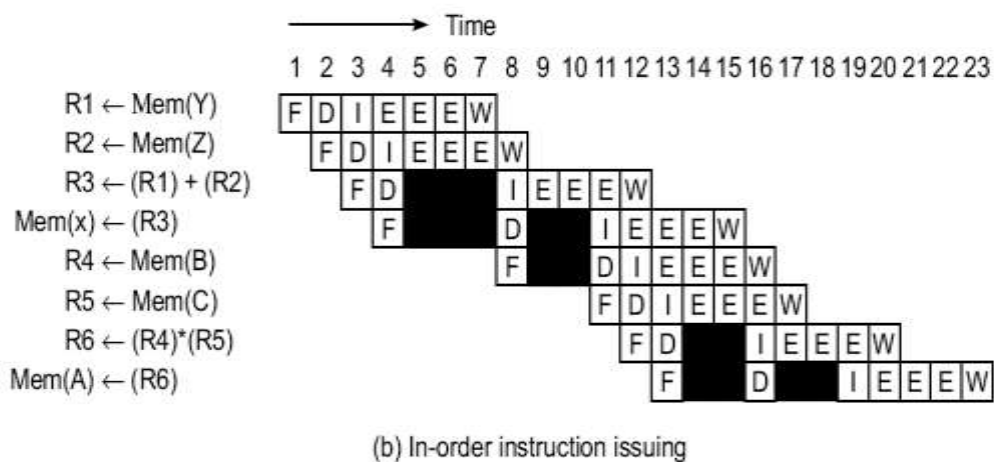 Time
1 2 3 4 5 6 7 8 9 10 11 12 13 14 15 16 17 18 19 20 21 22 23
R1 ← Mem(Y) F D I E E E W
R2 ← Mem(Z) F D I E E E W
R3 ← (R1) + (R2) F D I E E E W
Mem(x) ← (R3) F D I E E E W
R4 ← Mem(B) F D I E E E W
R5 ← Mem(C) F D I E E E W
R6 ← (R4)*(R5) F D I E E E W
Mem(A) ← (R6) F D I E E E W
(b) In-order instruction issuing